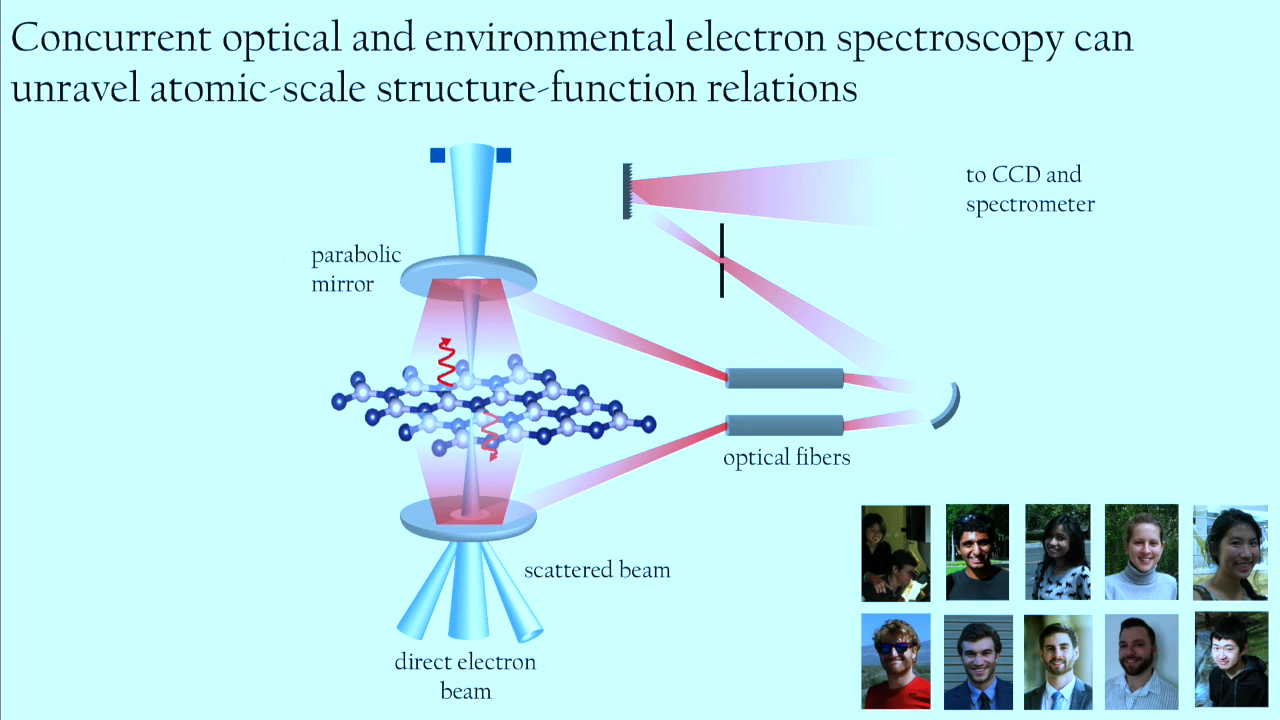 Concurrent optical and environmental electron spectroscopy can
unravel atomic-scale structure-function relations
to CCD and
spectrometer
parabolic
mirror
optical fibers
scattered beam
direct electron
beam